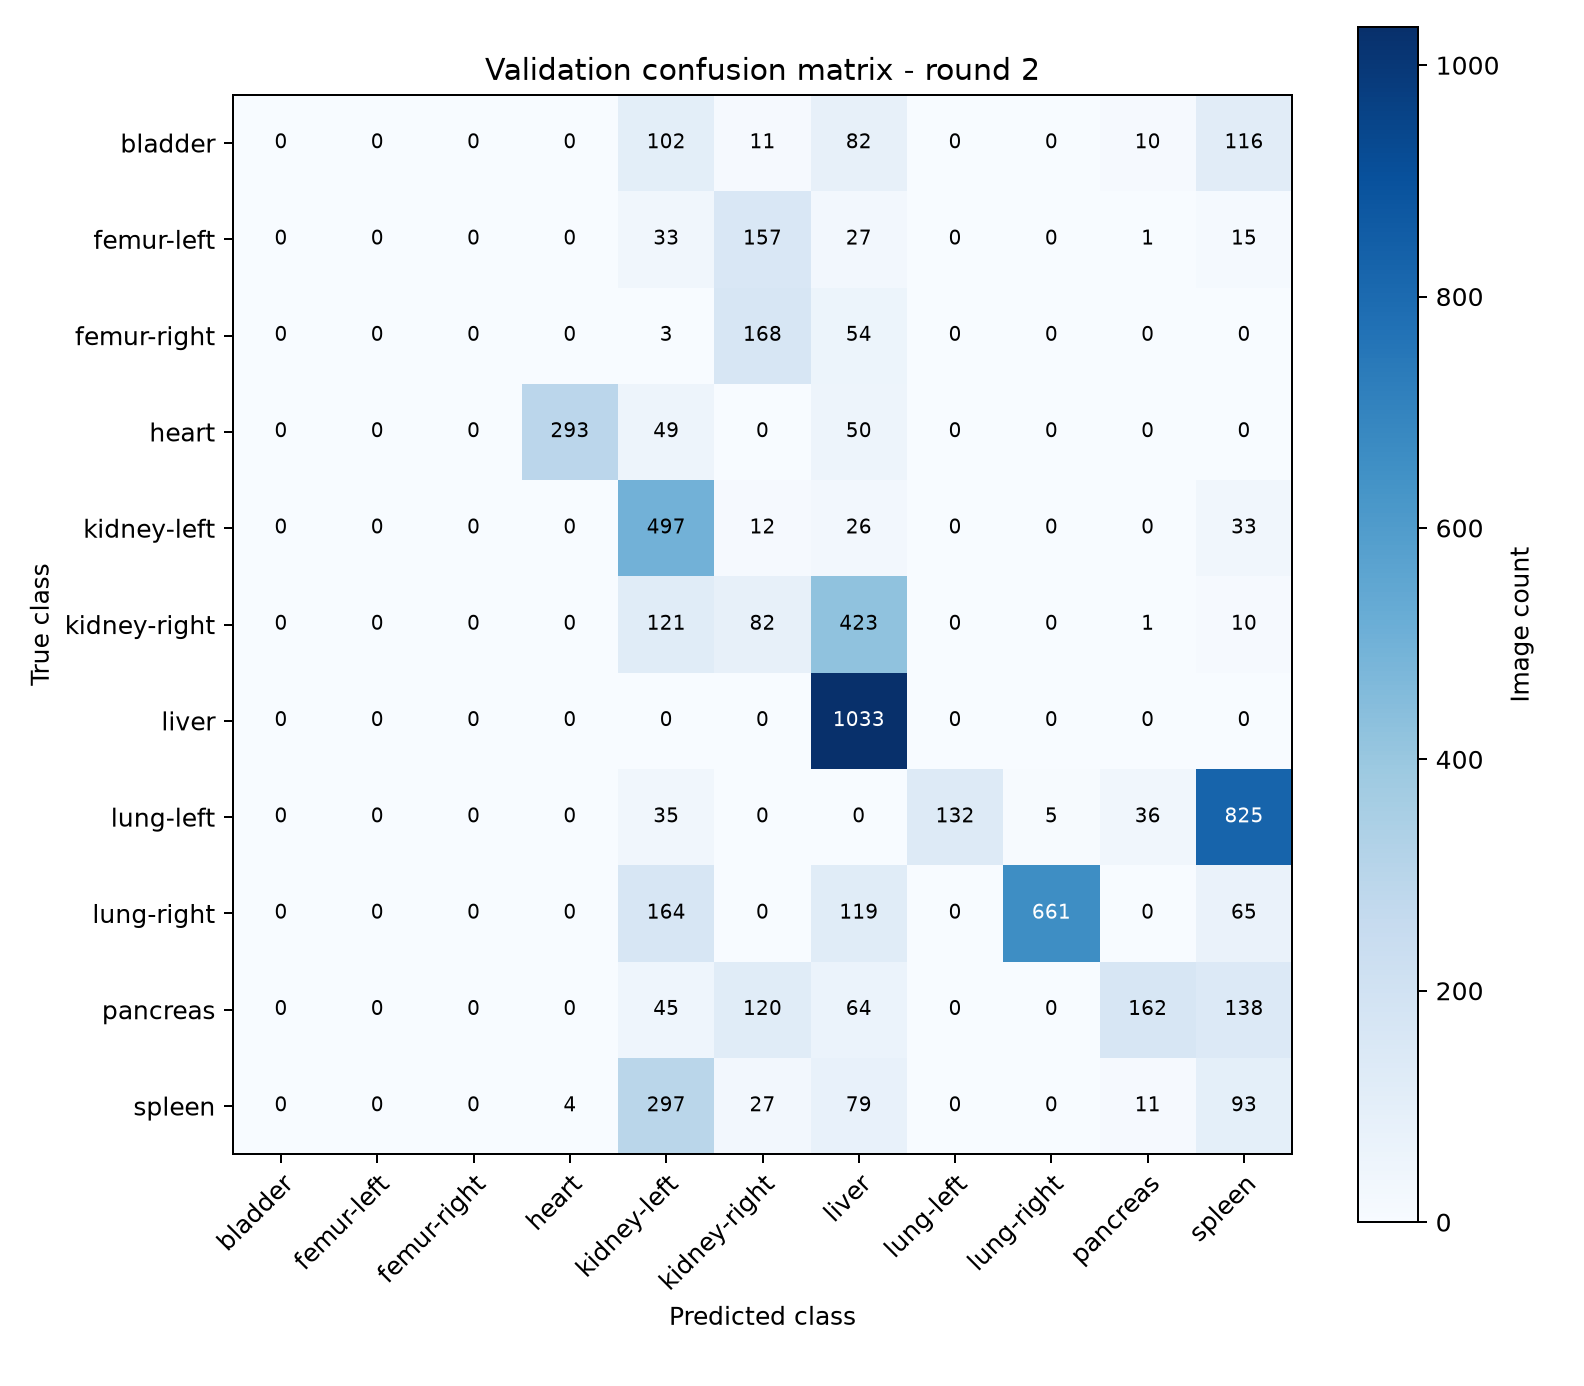 Validation confusion matrix - round 2
True class
bladder 0 0 0 0 102 11 82 0 0 10 116
femur-left 0 0 0 0 33 157 27 0 0 1 15
femur-right 0 0 0 0 3 168 54 0 0 0 0
heart 0 0 0 293 49 0 50 0 0 0 0
kidney-left 0 0 0 0 497 12 26 0 0 0 33
kidney-right 0 0 0 0 121 82 423 0 0 1 10
liver 0 0 0 0 0 0 1033 0 0 0 0
lung-left 0 0 0 0 35 0 0 132 5 36 825
lung-right 0 0 0 0 164 0 119 0 661 0 65
pancreas 0 0 0 0 45 120 64 0 0 162 138
spleen 0 0 0 4 297 27 79 0 0 11 93
bladder femur-left femur-right heart kidney-left kidney-right liver lung-left lung-right pancreas spleen
Predicted class
1000
800
600
400
200
0
Image count